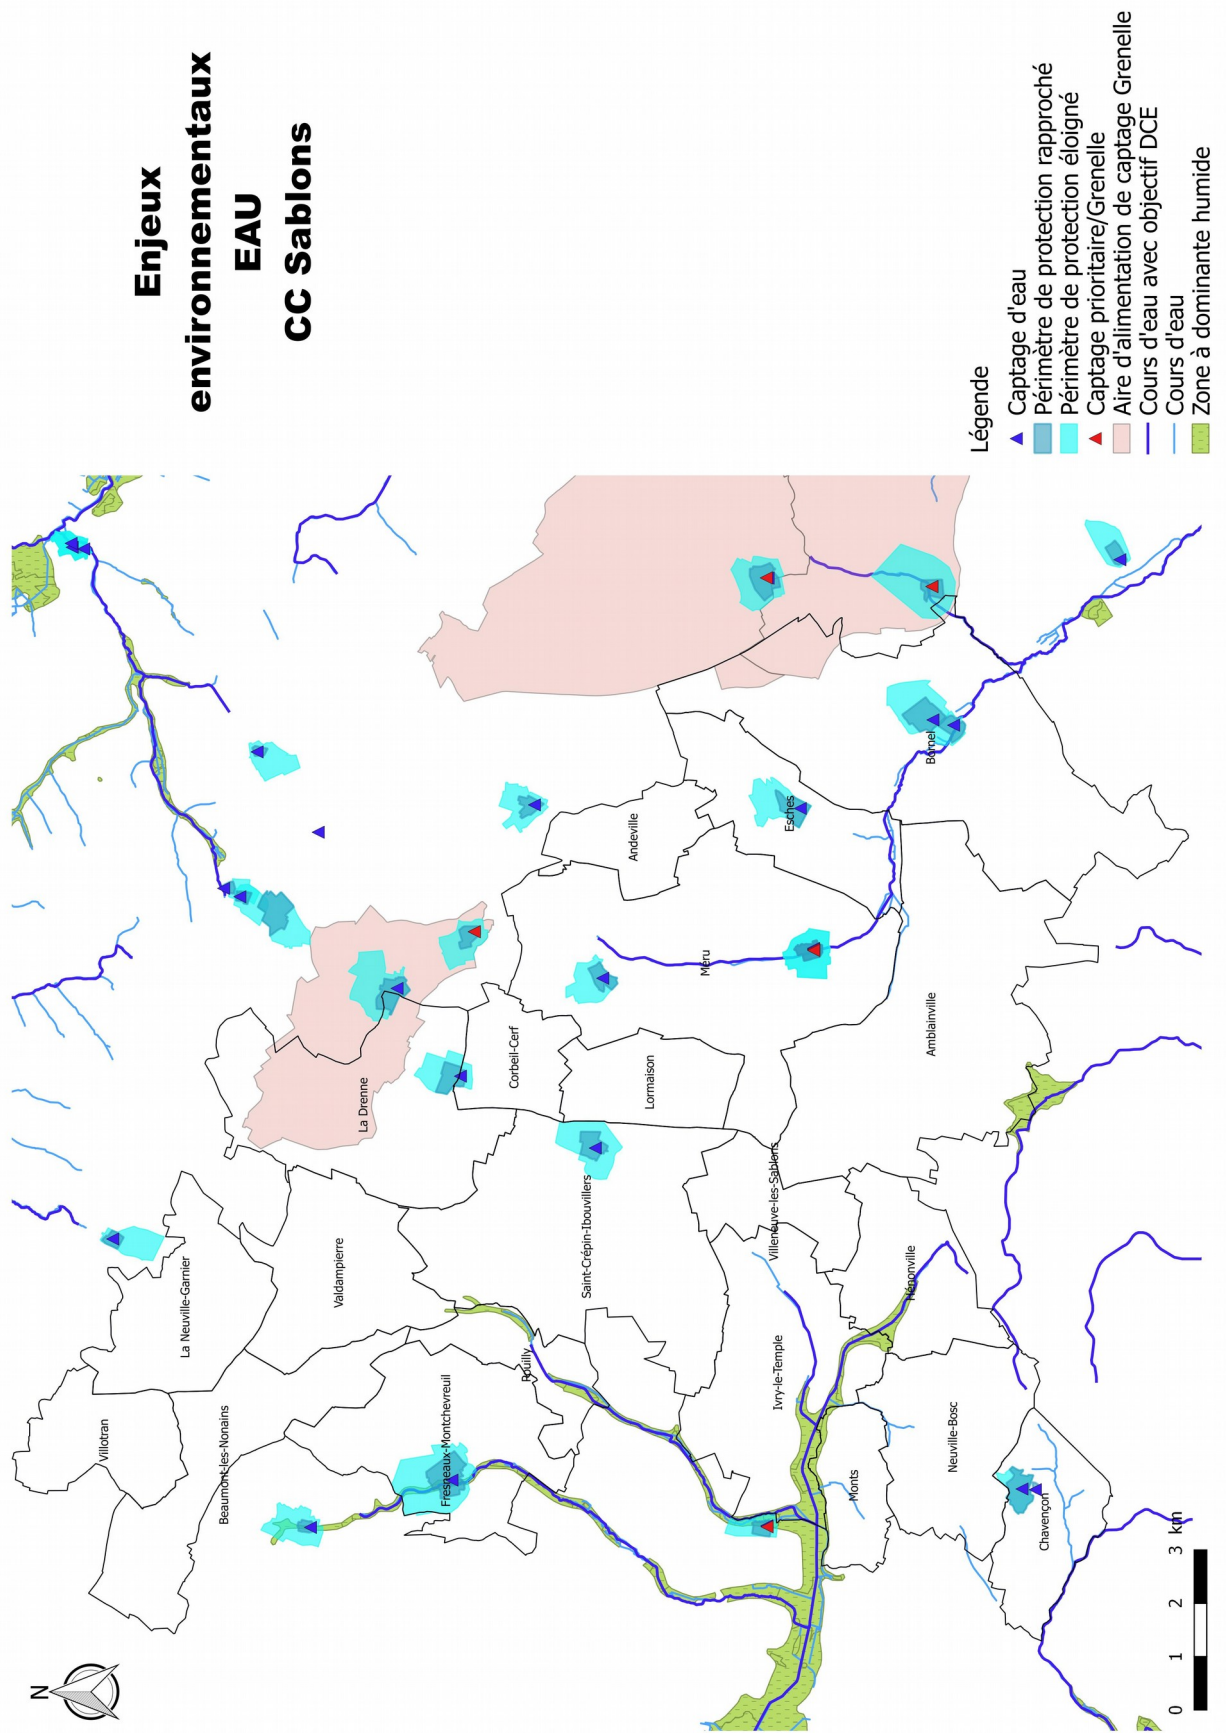 Enjeux
environnementaux
EAU
CC Sablons
N
Villotran
La Neuville-Garnier
Beaumont-les-Nonains
Valdampierre
La Drenne
Fresneaux-Montchevreuil
Pouilly
Corbeil-Cerf
Saint-Crépin-Ibouvillers
Andeville
Lormaison
Méru
Esches
Ivry-le-Temple
Villeneuve-les-Sablons
Monts
Hénonville
Bornel
Amblainville
Neuville-Bosc
Chavençon
0 1 2 3 km
Légende
Captage d'eau
Périmètre de protection rapproché
Périmètre de protection éloigné
Captage prioritaire/Grenelle
Aire d'alimentation de captage Grenelle
Cours d'eau avec objectif DCE
Cours d'eau
Zone à dominante humide